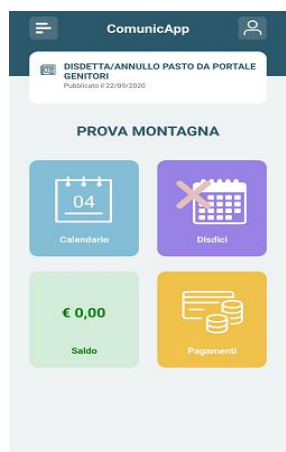 ComunicApp
DISDETTA/ANNULLO PASTO DA PORTALE
GENITORI
Pubblicato il 22/09/2020
PROVA MONTAGNA
04
Calendario
Disdici
€ 0,00
Saldo
Pagamenti